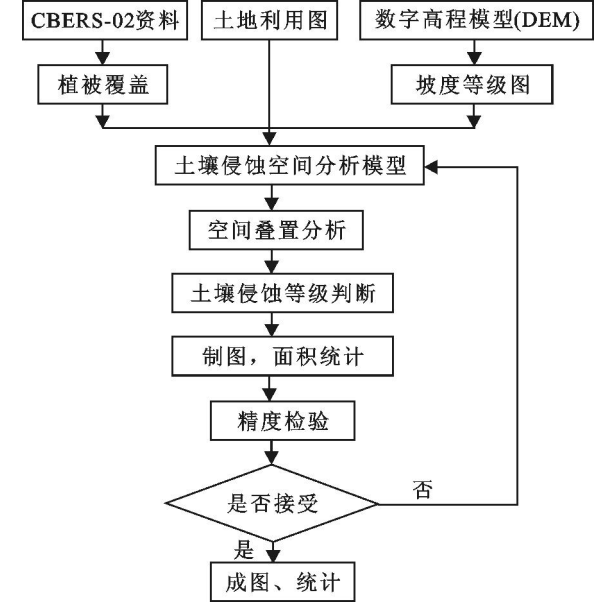 CBERS-02资料
土地利用图
数字高程模型(DEM)
植被覆盖
坡度等级图
土壤侵蚀空间分析模型
空间叠置分析
土壤侵蚀等级判断
制图，面积统计
精度检验
是否接受
否
是
成图、统计